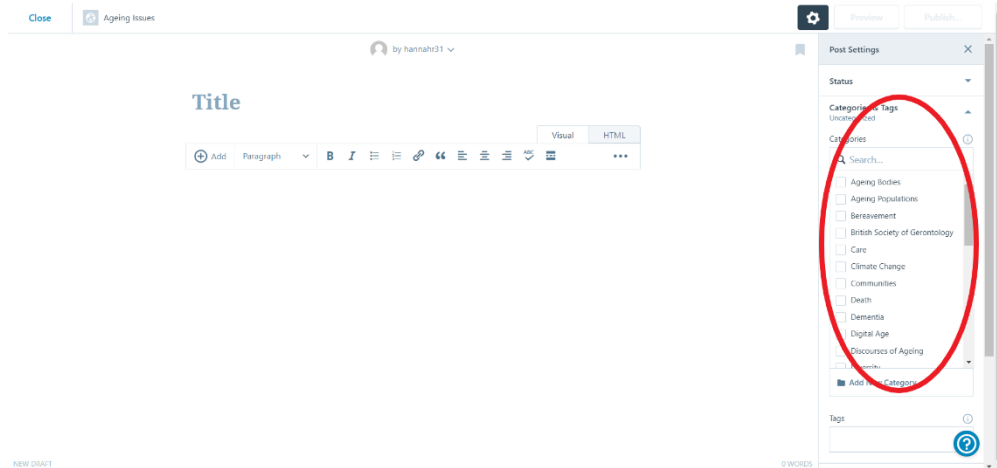 Close
Ageing Issues
Preview
Publish...
by hannahr31
Post Settings
Status
Title
Categories & Tags
Uncategorized
Visual
HTML
Categories
Add
Paragraph
B
I
ABC
Search...
Ageing Bodies
Ageing Populations
Bereavement
British Society of Gerontology
Care
Climate Change
Communities
Death
Dementia
Digital Age
Discourses of Ageing
Diversity
Add New Category
Tags
NEW DRAFT
0 WORDS